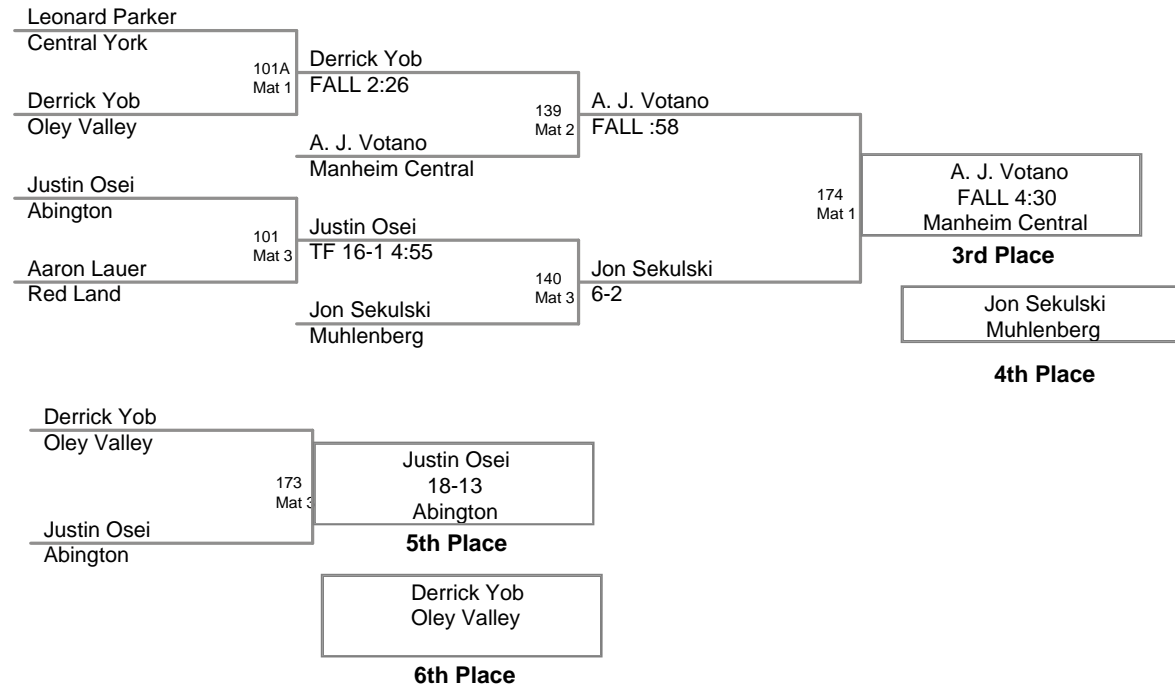 Leonard Parker
Central York
101A
Mat 1
Derrick Yob
FALL 2:26
Derrick Yob
Oley Valley
139
Mat 2
A. J. Votano
FALL :58
A. J. Votano
Manheim Central
Justin Osei
Abington
101
Mat 3
Justin Osei
TF 16-1 4:55
Aaron Lauer
Red Land
140
Mat 3
Jon Sekulski
6-2
Jon Sekulski
Muhlenberg
174
Mat 1
A. J. Votano
FALL 4:30
Manheim Central
3rd Place
Jon Sekulski
Muhlenberg
4th Place
Derrick Yob
Oley Valley
173
Mat 3
Justin Osei
18-13
Abington
5th Place
Justin Osei
Abington
Derrick Yob
Oley Valley
6th Place